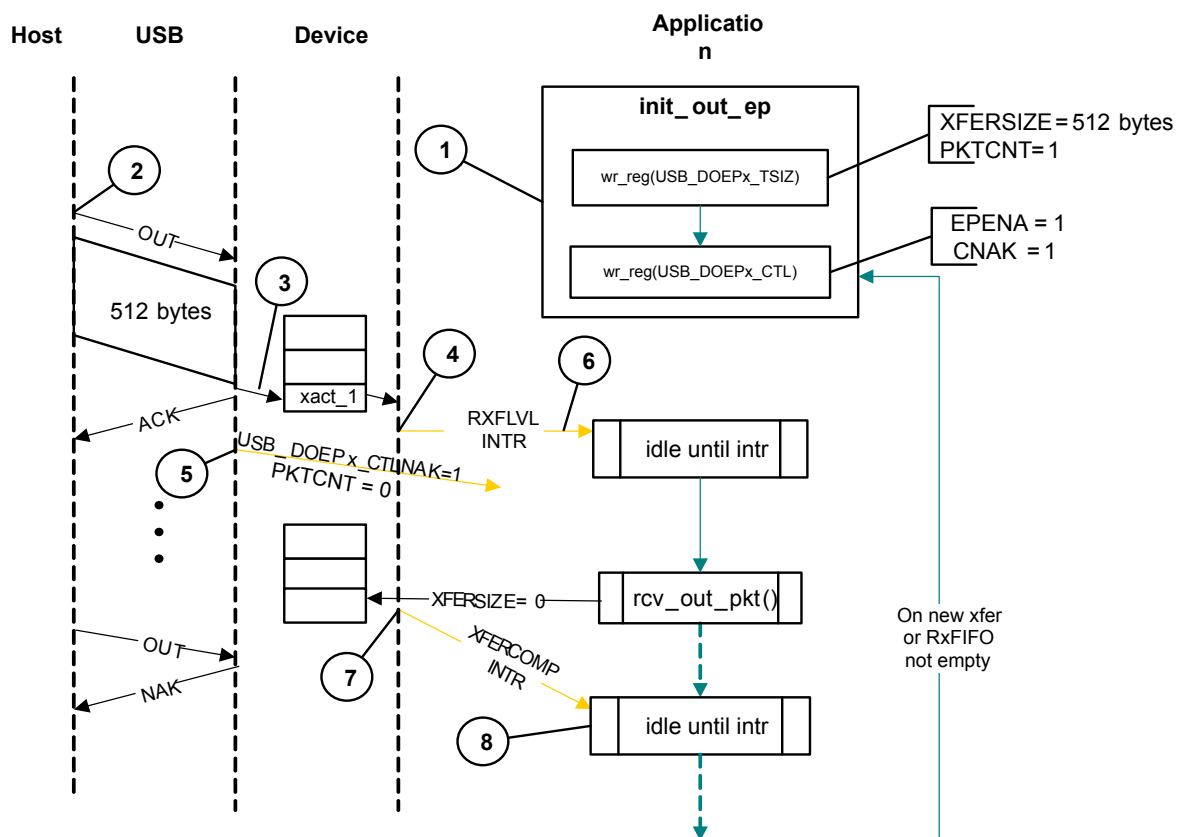 Host
USB
Device
Applicatio
n
init_out_ep
XFERSIZE = 512 bytes
PKTCNT= 1
1
wr_reg(USB_DOEPx_TSIZ)
2
EPENA = 1
CNAK = 1
OUT
wr_reg(USB_DOEPx_CTL)
3
512 bytes
4
6
xact_1
RXFLVL
INTR
ACK
idle until intr
USB_DOEPx_CTLNAK=1
PKTCNT = 0
5
XFERSIZE= 0
rcv_out_pkt()
On new xfer
or RxFIFO
not empty
OUT
XFERCOMP
INTR
7
NAK
idle until intr
8